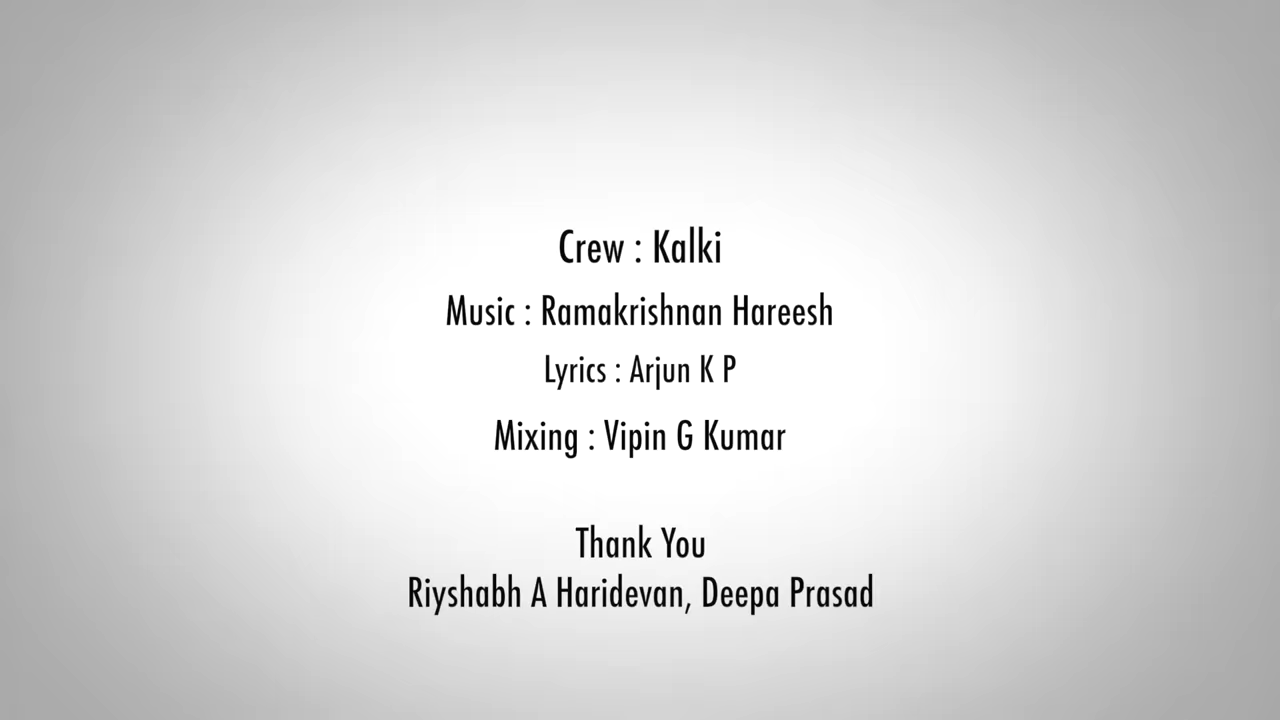 Crew : Kalki
Music : Ramakrishnan Hareesh
Lyrics : Arjun K P
Mixing : Vipin G Kumar
Thank You
Riyshabh A Haridevan, Deepa Prasad